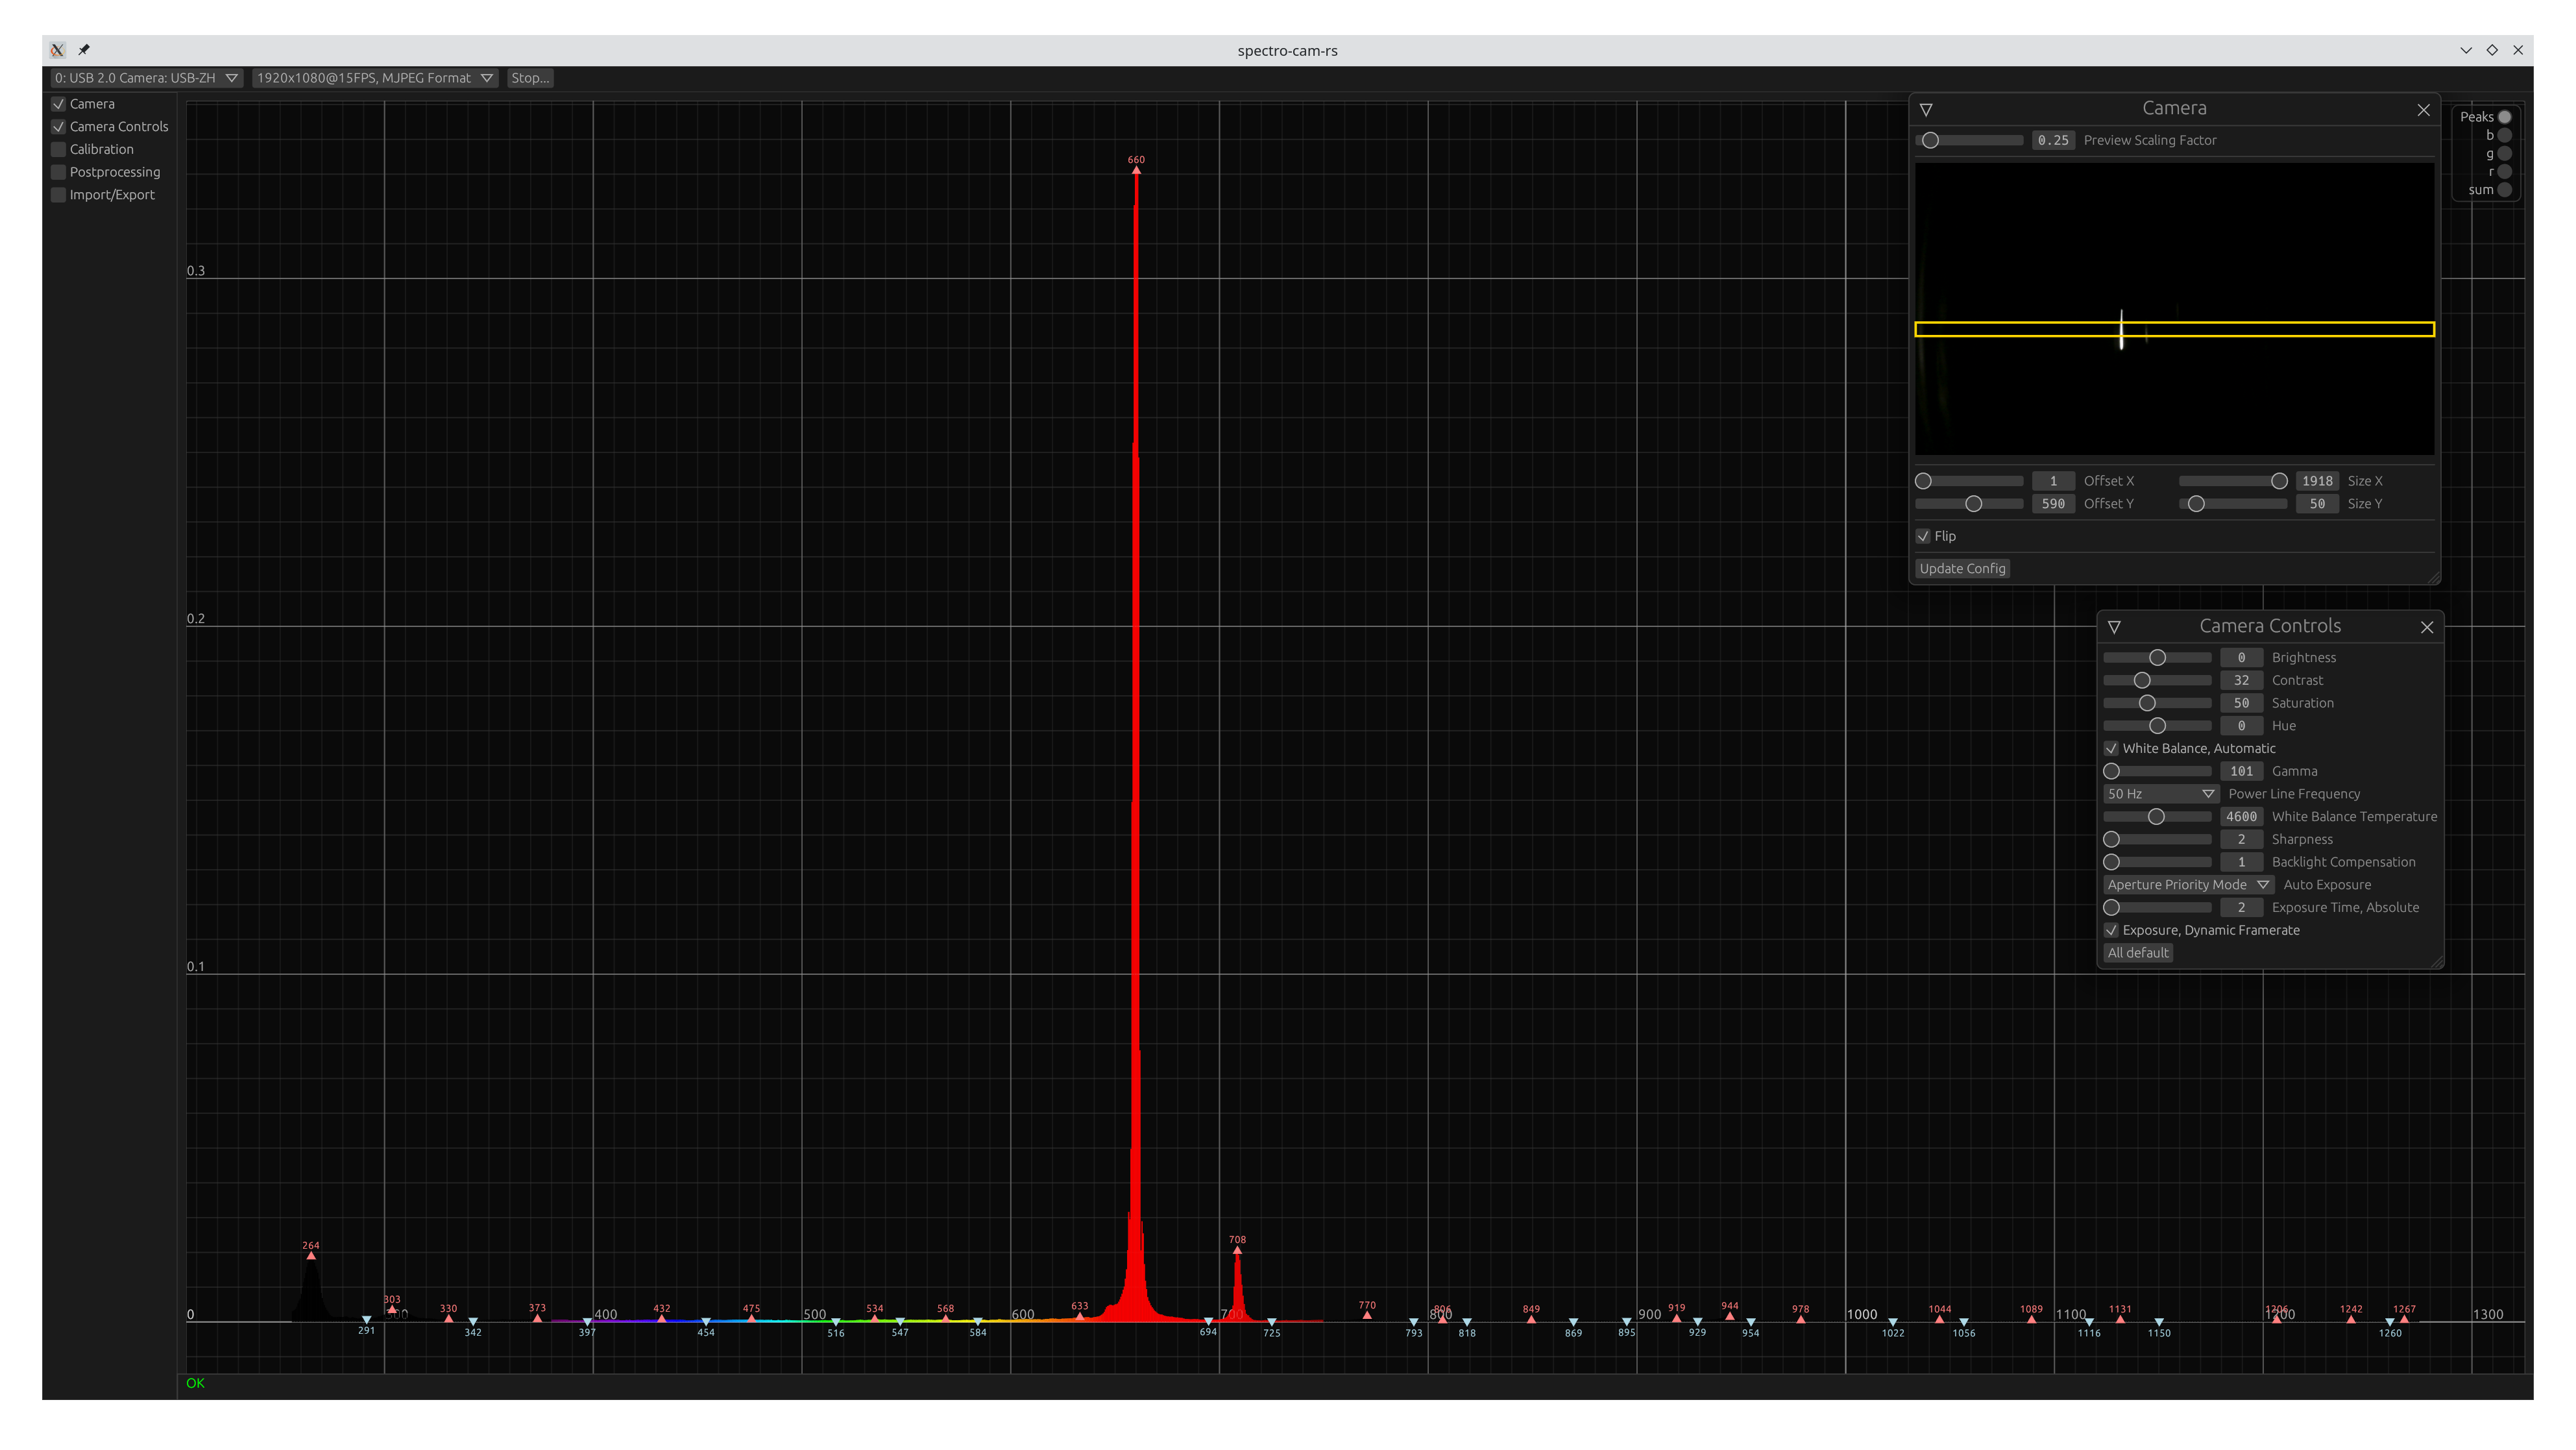 spectro-cam-rs
0: USB 2.0 Camera: USB-ZH
1920x1080@15FPS, MJPEG Format
Stop...
Camera
Camera Controls
Calibration
Postprocessing
Import/Export
0.3
0.2
0.1
0
660
264
708
303
330
373
432
475
534
568
633
770
806
849
919
944
978
1044
1089
1131
1206
1242
1267
300
400
500
600
700
800
900
1000
1100
1200
1300
291
342
397
454
516
547
584
694
725
793
818
869
895
929
954
1022
1056
1116
1150
1260
OK
Camera
0.25 Preview Scaling Factor
1 Offset X 1918 Size X
590 Offset Y 50 Size Y
Flip
Update Config
Peaks
b
g
r
sum
Camera Controls
0 Brightness
32 Contrast
50 Saturation
0 Hue
White Balance, Automatic
101 Gamma
50 Hz Power Line Frequency
4600 White Balance Temperature
2 Sharpness
1 Backlight Compensation
Aperture Priority Mode Auto Exposure
2 Exposure Time, Absolute
Exposure, Dynamic Framerate
All default